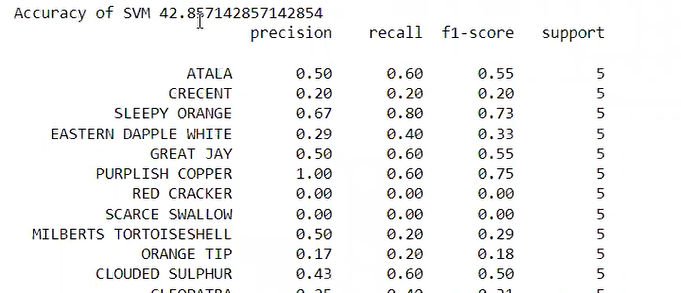 Accuracy of SVM 42.857142857142854
precision recall f1-score support
ATALA 0.50 0.60 0.55 5
CRECENT 0.20 0.20 0.20 5
SLEEPY ORANGE 0.67 0.80 0.73 5
EASTERN DAPPLE WHITE 0.29 0.40 0.33 5
GREAT JAY 0.50 0.60 0.55 5
PURPLISH COPPER 1.00 0.60 0.75 5
RED CRACKER 0.00 0.00 0.00 5
SCARCE SWALLOW 0.00 0.00 0.00 5
MILBERTS TORTOISESHELL 0.50 0.20 0.29 5
ORANGE TIP 0.17 0.20 0.18 5
CLOUDED SULPHUR 0.43 0.60 0.50 5